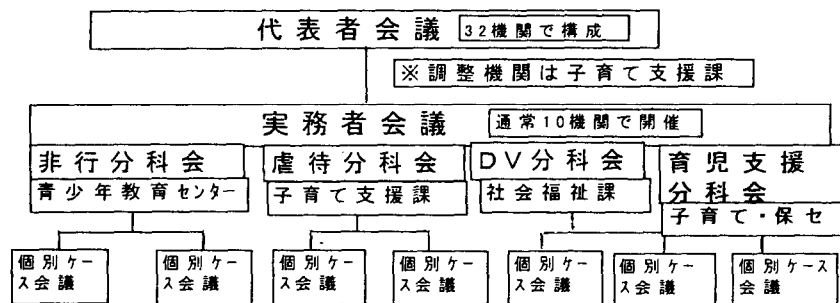 代表者会議 32機関で構成
※調整機関は子育て支援課
実務者会議 通常10機関で開催
非行分科会
青少年教育センター
虐待分科会
子育て支援課
DV分科会
社会福祉課
育児支援
分科会
子育て・保セ
個別ケー
ス会議
個別ケー
ス会議
個別ケー
ス会議
個別ケー
ス会議
個別ケー
ス会議
個別ケー
ス会議
個別ケース
会議